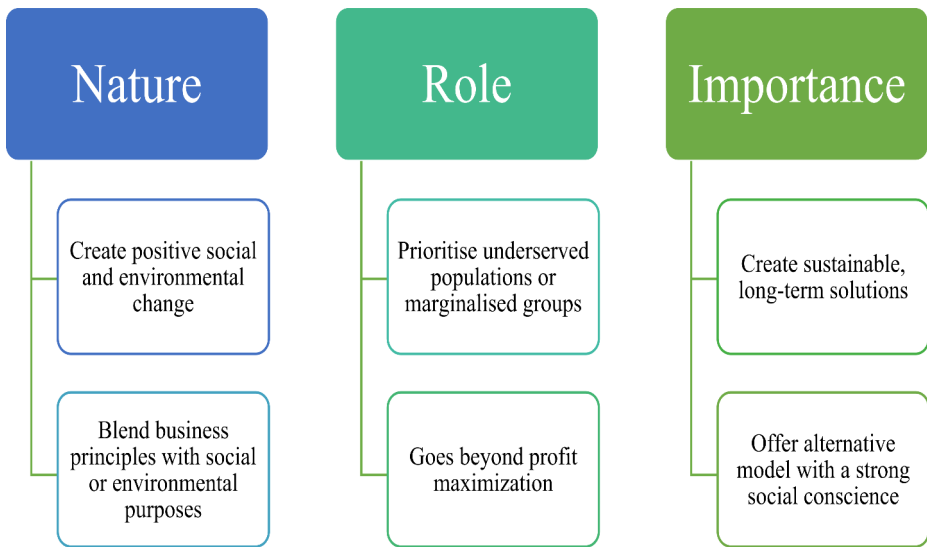 Nature
Create positive social
and environmental
change
Blend business
principles with social
or environmental
purposes
Role
Prioritise underserved
populations or
marginalised groups
Goes beyond profit
maximization
Importance
Create sustainable,
long-term solutions
Offer alternative
model with a strong
social conscience